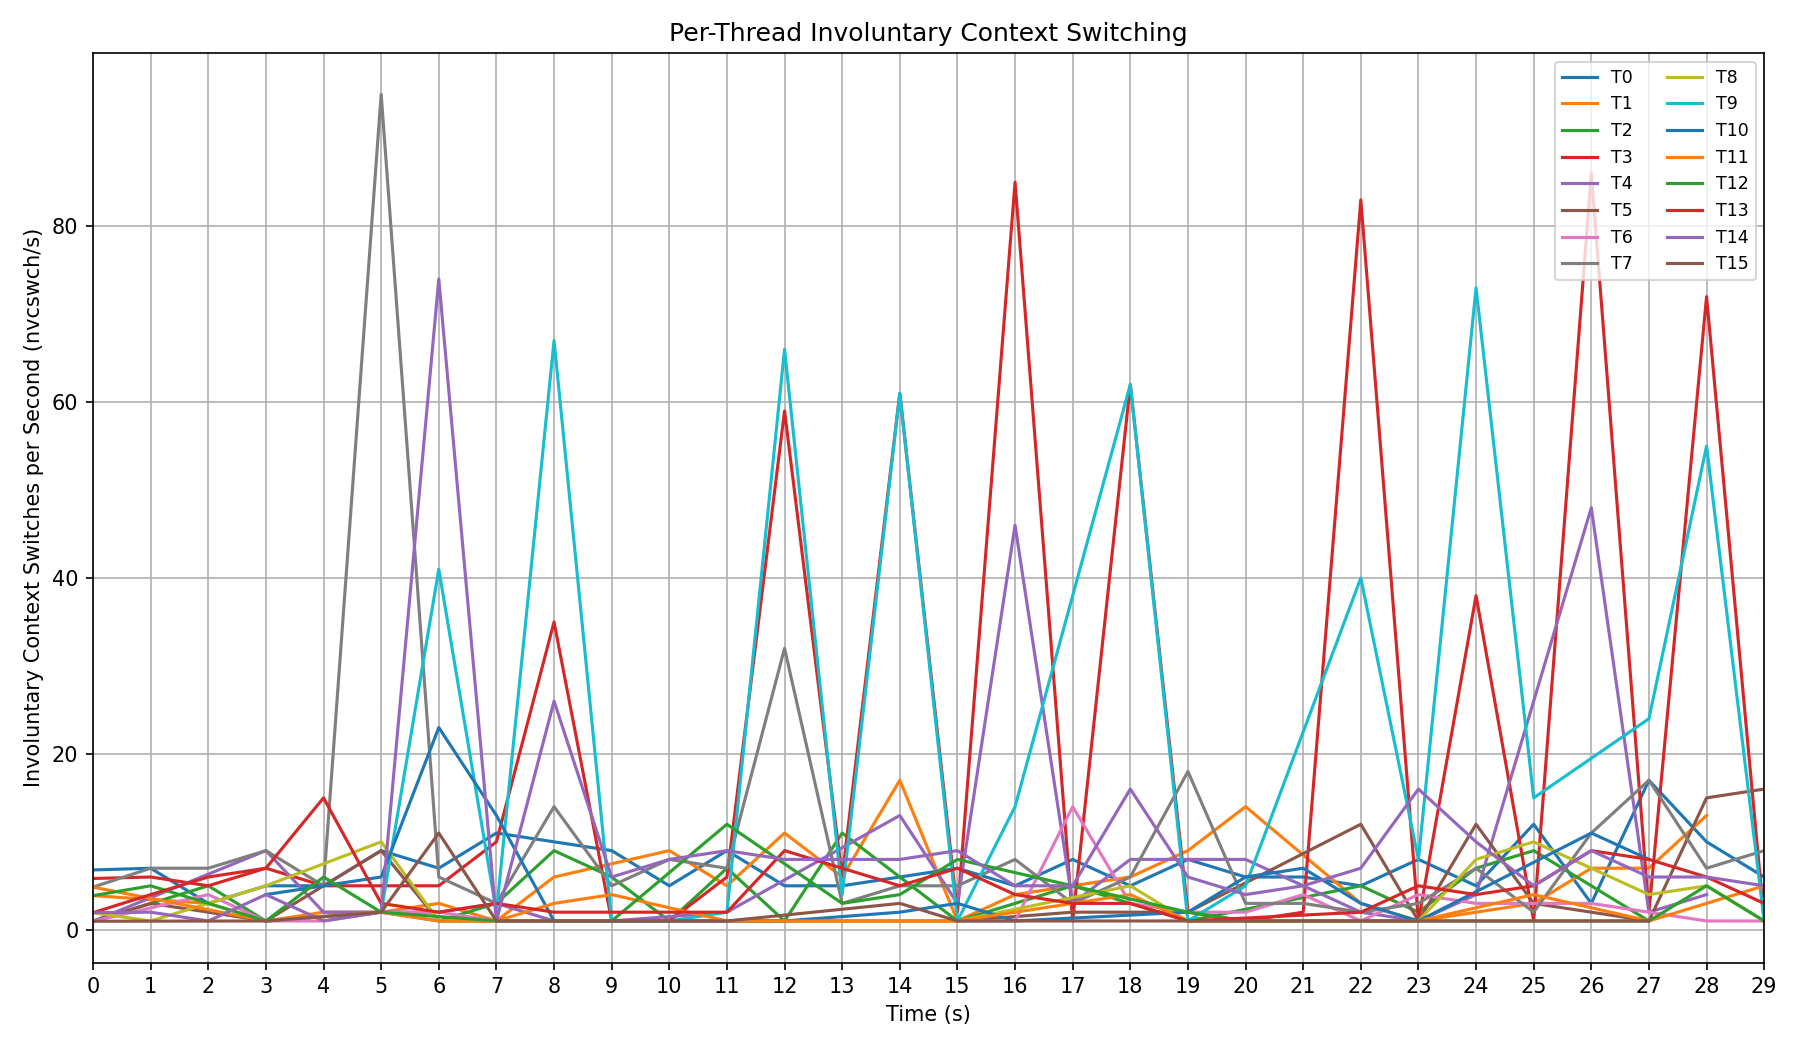 Per-Thread Involuntary Context Switching
Involuntary Context Switches per Second (nvcswch/s)
80
60
40
20
0
T0
T1
T2
T3
T4
T5
T6
T7
T8
T9
T10
T11
T12
T13
T14
T15
0 1 2 3 4 5 6 7 8 9 10 11 12 13 14 15 16 17 18 19 20 21 22 23 24 25 26 27 28 29
Time (s)